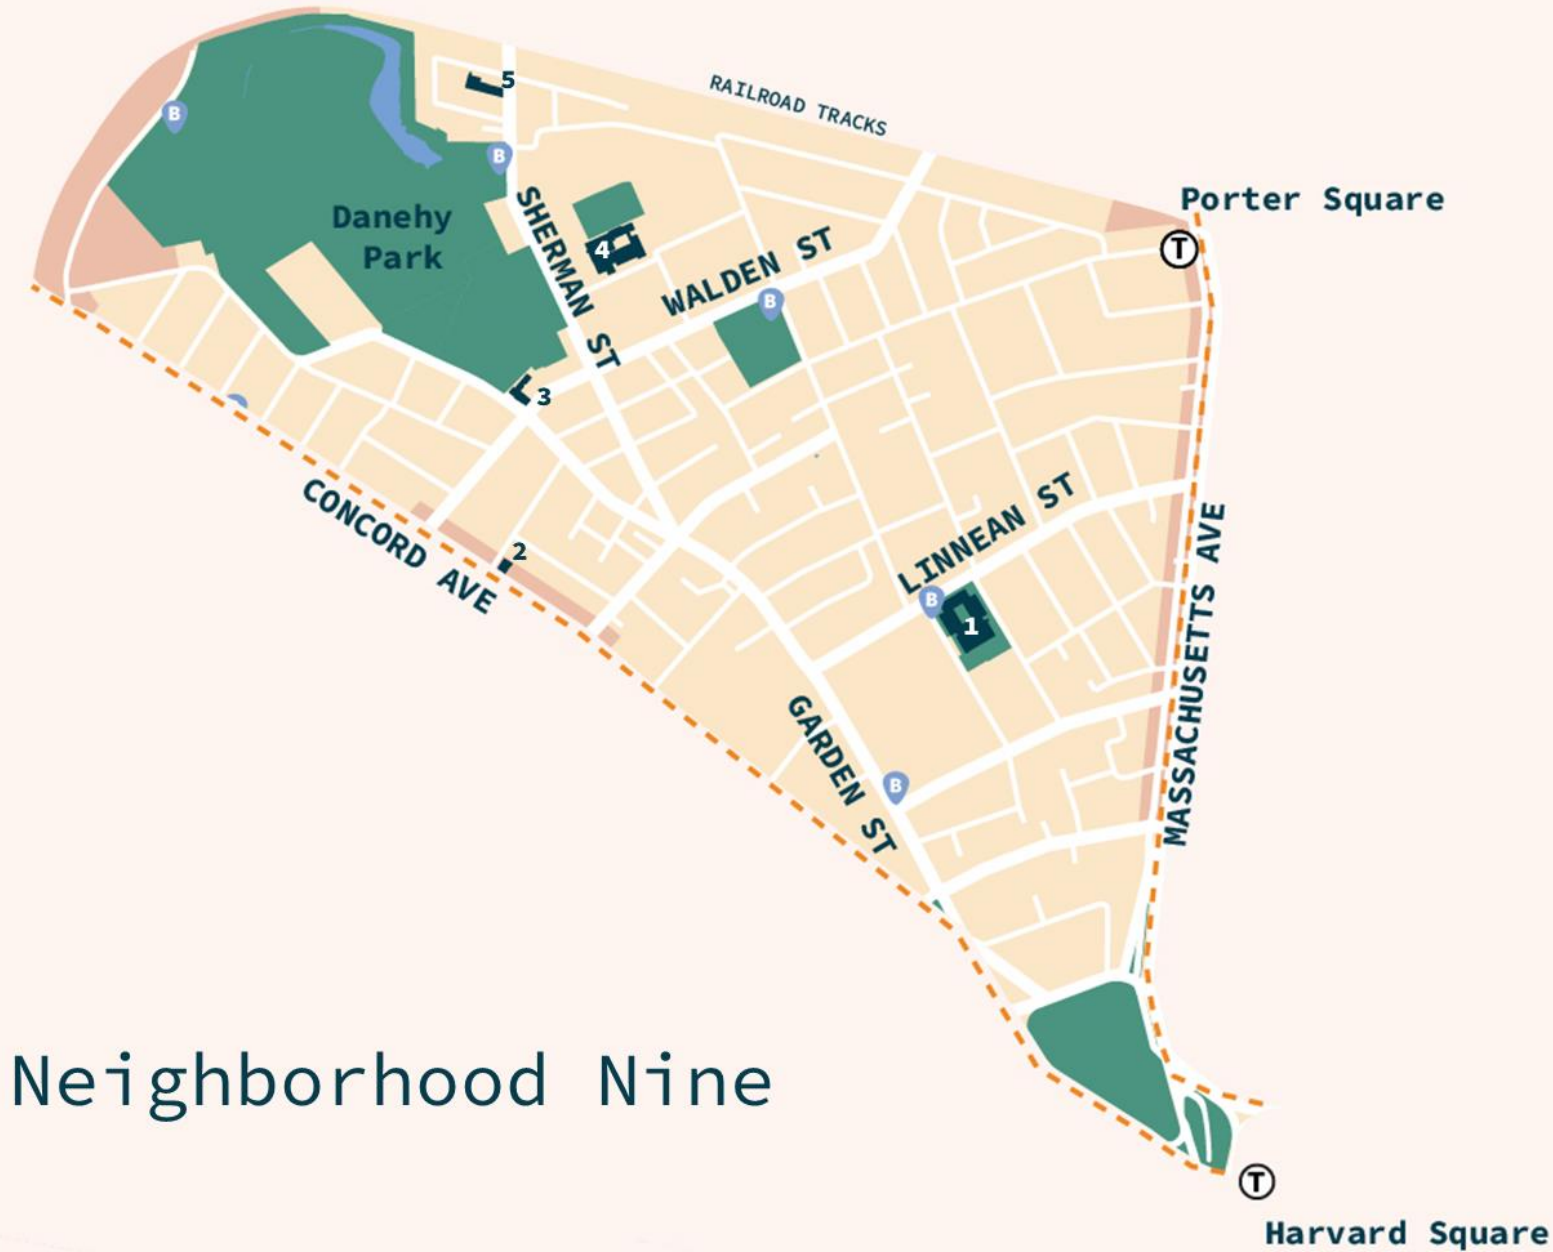 5
RAILROAD TRACKS
B
B
Porter Square
T
Danehy
Park
SHERMAN ST
4
WALDEN ST
B
3
CONCORD AVE
2
LINNEAN ST
B
1
MASSACHUSETTS AVE
GARDEN ST
B
Neighborhood Nine
T
Harvard Square